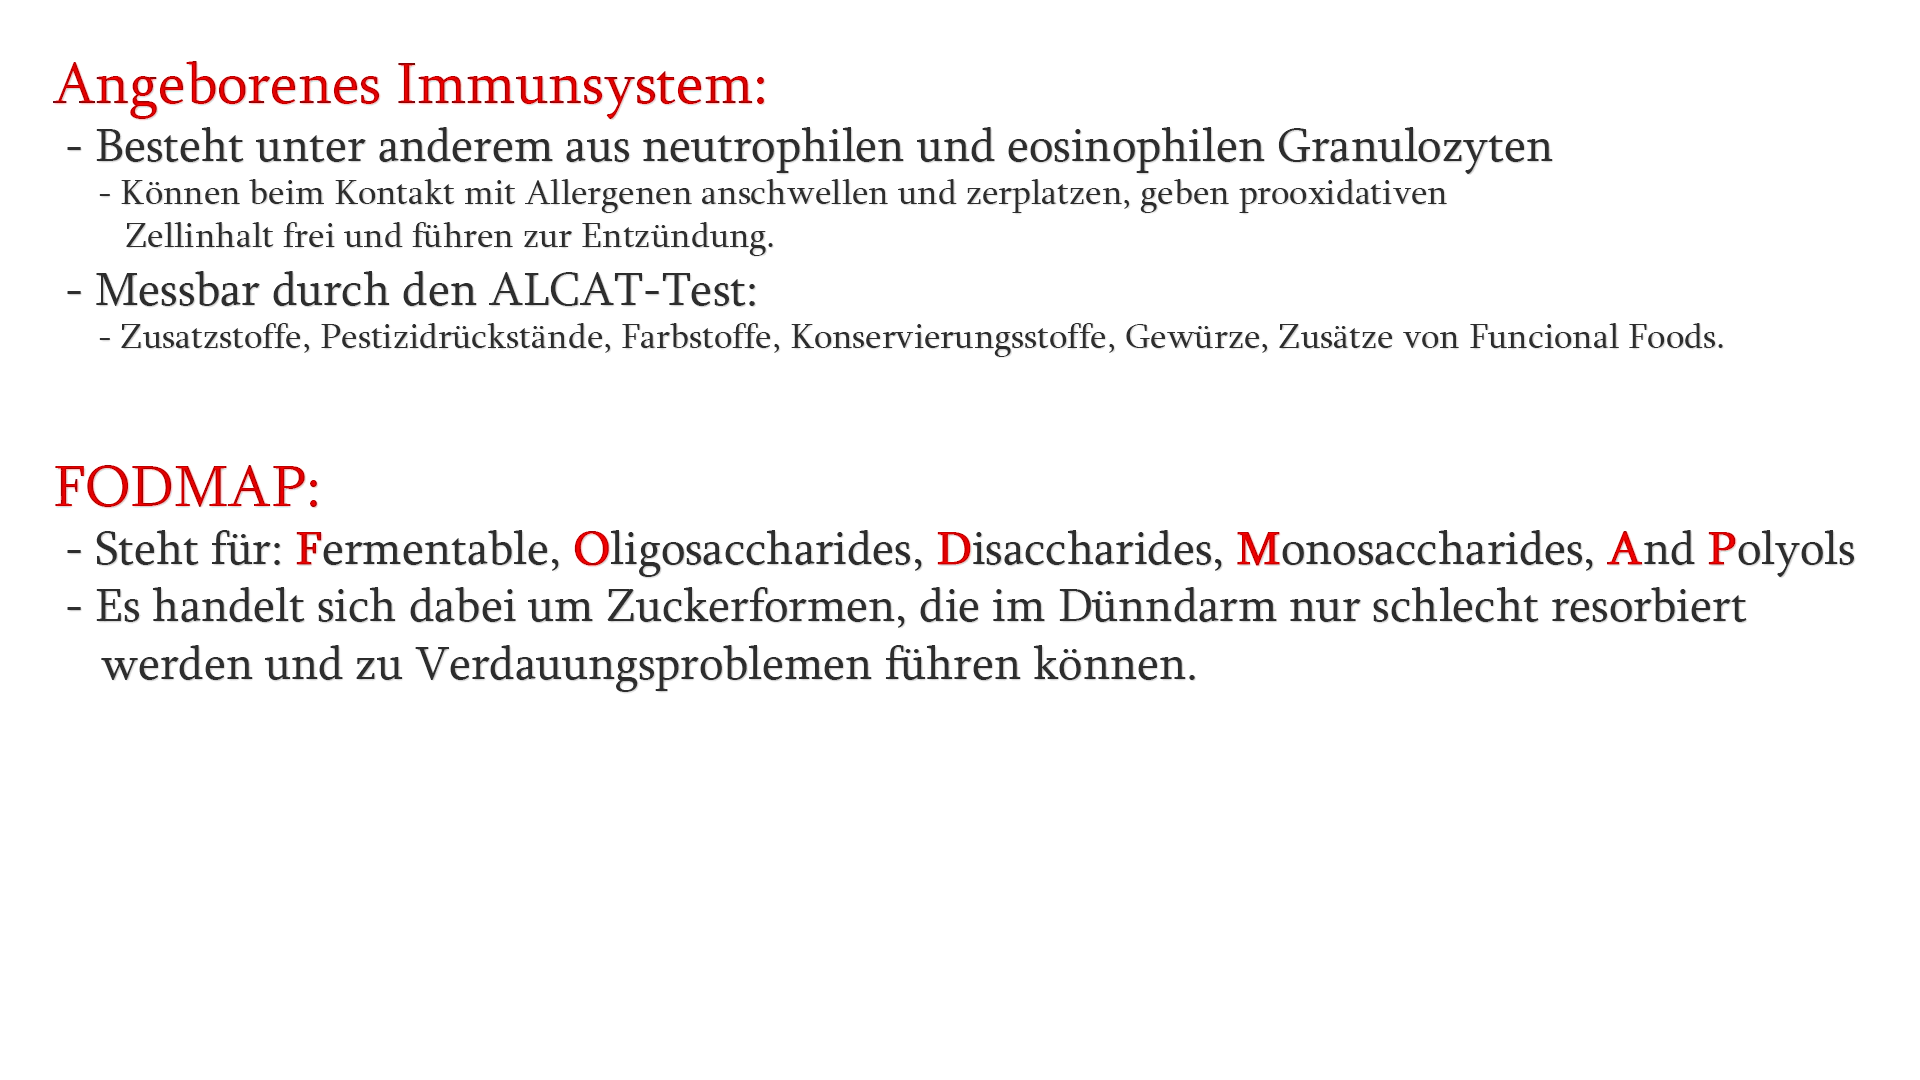 Angeborenes Immunsystem:
- Besteht unter anderem aus neutrophilen und eosinophilen Granulozyten
- Können beim Kontakt mit Allergenen anschwellen und zerplatzen, geben prooxidativen
Zellinhalt frei und führen zur Entzündung.
- Messbar durch den ALCAT-Test:
- Zusatzstoffe, Pestizidrückstände, Farbstoffe, Konservierungsstoffe, Gewürze, Zusätze von Funcional Foods.
FODMAP:
- Steht für: Fermentable, Oligosaccharides, Disaccharides, Monosaccharides, And Polyols
- Es handelt sich dabei um Zuckerformen, die im Dünndarm nur schlecht resorbiert
werden und zu Verdauungsproblemen führen können.